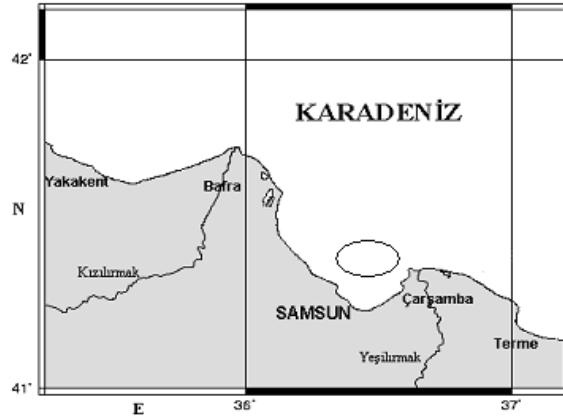 42°
KARADENİZ
Yakakent
Bafra
N
Kızılırmak
SAMSUN
Çarşamba
Yeşilırmak
Terme
41°
E
36°
37°